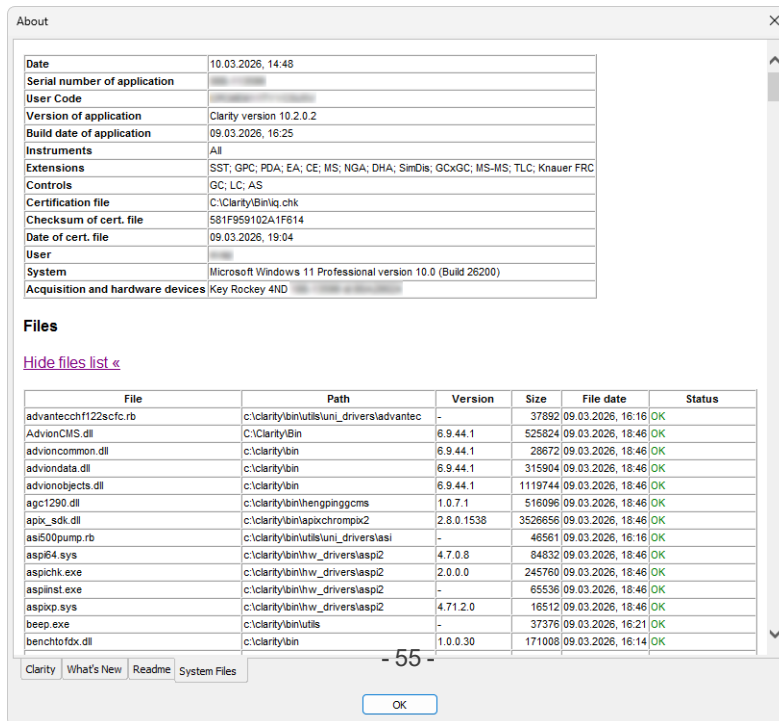 About
Date 10.03.2026, 14:48
Serial number of application
User Code
Version of application Clarity version 10.2.0.2
Build date of application 09.03.2026, 16:25
Instruments All
Extensions SST; GPC; PDA; EA; CE; MS; NGA; DHA; SimDis; GCxGC; MS-MS; TLC; Knauer FRC
Controls GC; LC; AS
Certification file C:\Clarity\Bin\iq.chk
Checksum of cert. file 581F959102A1F614
Date of cert. file 09.03.2026, 19:04
User
System Microsoft Windows 11 Professional version 10.0 (Build 26200)
Acquisition and hardware devices Key Rockey 4ND
Files
Hide files list «
File Path Version Size File date Status
advantecchf122scfc.rb c:\clarity\bin\utils\uni_drivers\advantec - 37892 09.03.2026, 16:16 OK
AdvionCMS.dll C:\Clarity\Bin 6.9.44.1 525824 09.03.2026, 18:46 OK
advioncommon.dll c:\clarity\bin 6.9.44.1 28672 09.03.2026, 18:46 OK
adviondata.dll c:\clarity\bin 6.9.44.1 315904 09.03.2026, 18:46 OK
advionobjects.dll c:\clarity\bin 6.9.44.1 1119744 09.03.2026, 18:46 OK
agc1290.dll c:\clarity\bin\hengpinggcms 1.0.7.1 516096 09.03.2026, 18:46 OK
apix_sdk.dll c:\clarity\bin\apixchrompix2 2.8.0.1538 3526656 09.03.2026, 18:46 OK
asi500pump.rb c:\clarity\bin\utils\uni_drivers\asi - 46561 09.03.2026, 16:16 OK
aspi64.sys c:\clarity\bin\hw_drivers\aspi2 4.7.0.8 84832 09.03.2026, 18:46 OK
aspichk.exe c:\clarity\bin\hw_drivers\aspi2 2.0.0.0 245760 09.03.2026, 18:46 OK
aspiinst.exe c:\clarity\bin\hw_drivers\aspi2 - 65536 09.03.2026, 18:46 OK
aspixp.sys c:\clarity\bin\hw_drivers\aspi2 4.71.2.0 16512 09.03.2026, 18:46 OK
beep.exe c:\clarity\bin\utils - 37376 09.03.2026, 16:21 OK
benchtofdx.dll c:\clarity\bin 1.0.0.30 171008 09.03.2026, 16:14 OK
- 55 -
Clarity What's New Readme System Files
OK